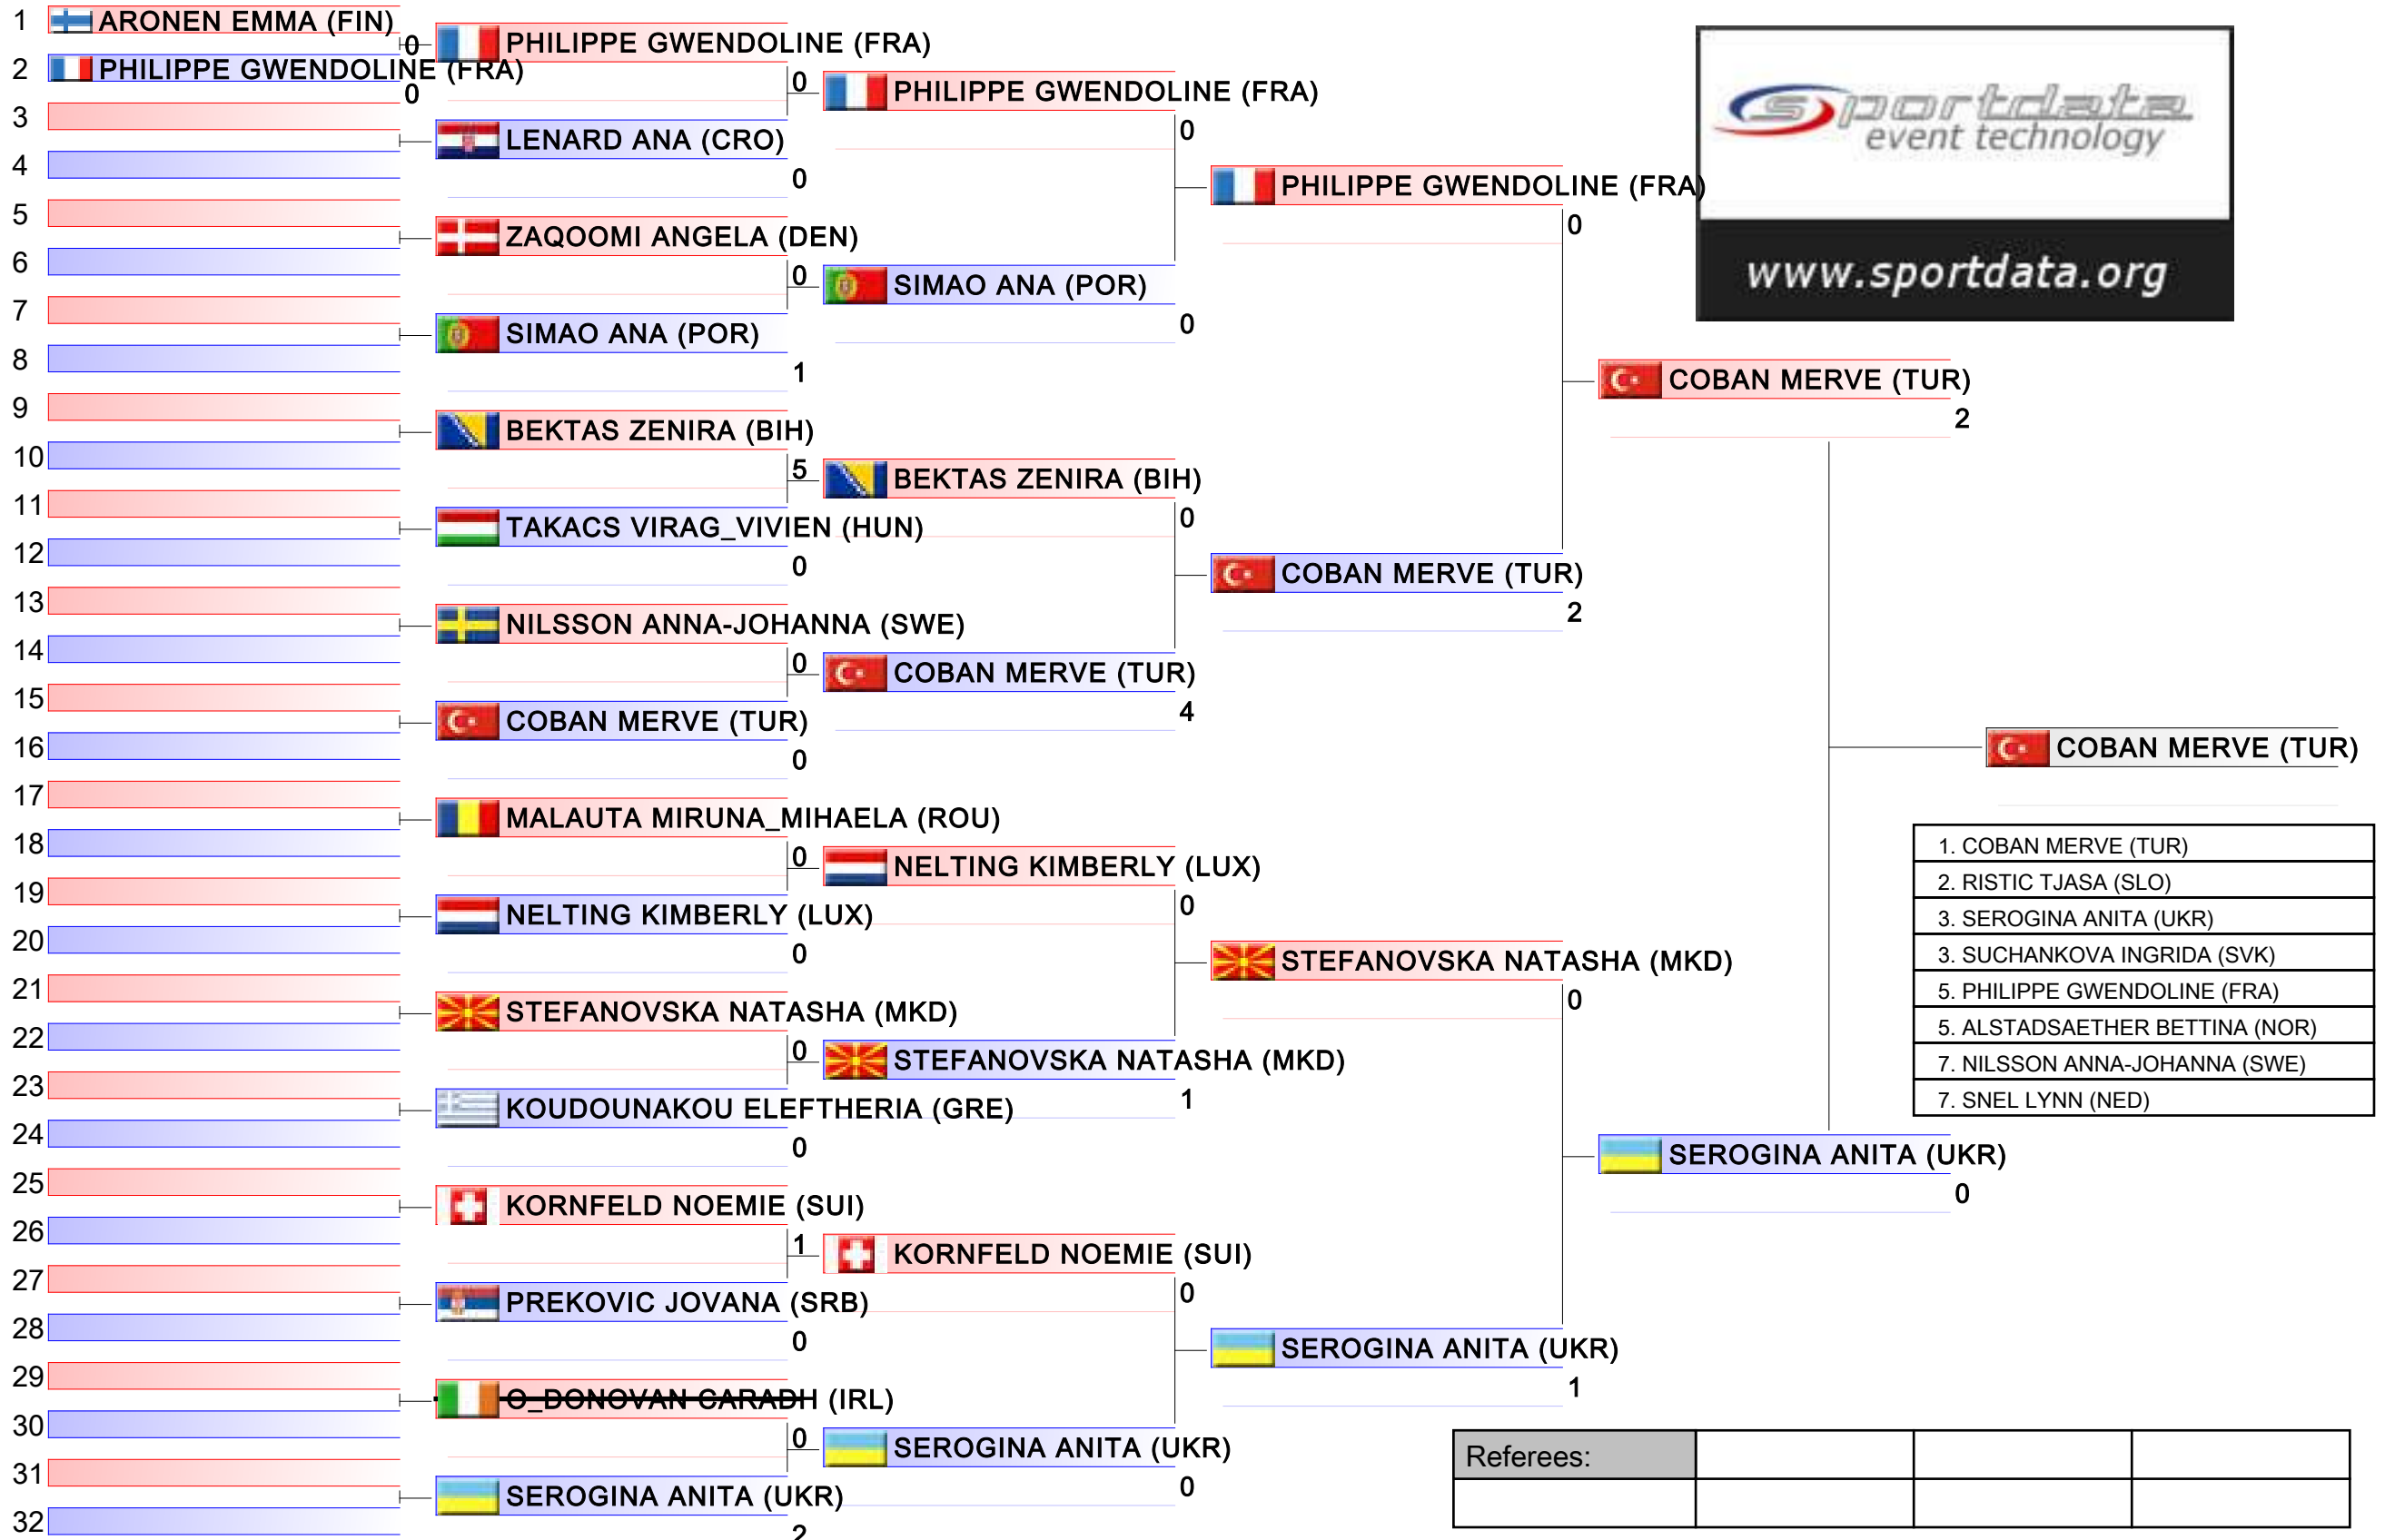 1 ARONEN EMMA (FIN)
0
2 PHILIPPE GWENDOLINE (FRA)
0
3
4
5
6
7
8
9
10
11
12
13
14
15
16
17
18
19
20
21
22
23
24
25
26
27
28
29
30
31
32
PHILIPPE GWENDOLINE (FRA)
0
LENARD ANA (CRO)
0
ZAQOOMI ANGELA (DEN)
0
SIMAO ANA (POR)
1
BEKTAS ZENIRA (BIH)
5
TAKACS VIRAG_VIVIEN (HUN)
0
NILSSON ANNA-JOHANNA (SWE)
0
COBAN MERVE (TUR)
0
MALAUTA MIRUNA_MIHAELA (ROU)
0
NELTING KIMBERLY (LUX)
0
STEFANOVSKA NATASHA (MKD)
0
KOUDOUNAKOU ELEFTHERIA (GRE)
0
KORNFELD NOEMIE (SUI)
1
PREKOVIC JOVANA (SRB)
0
O_DONOVAN CARADH (IRL)
0
SEROGINA ANITA (UKR)
2
PHILIPPE GWENDOLINE (FRA)
0
SIMAO ANA (POR)
0
BEKTAS ZENIRA (BIH)
0
COBAN MERVE (TUR)
4
NELTING KIMBERLY (LUX)
0
STEFANOVSKA NATASHA (MKD)
1
KORNFELD NOEMIE (SUI)
0
SEROGINA ANITA (UKR)
0
PHILIPPE GWENDOLINE (FRA)
0
COBAN MERVE (TUR)
2
STEFANOVSKA NATASHA (MKD)
0
SEROGINA ANITA (UKR)
1
COBAN MERVE (TUR)
2
SEROGINA ANITA (UKR)
0
COBAN MERVE (TUR)
sportdata
event technology
www.sportdata.org
1. COBAN MERVE (TUR)
2. RISTIC TJASA (SLO)
3. SEROGINA ANITA (UKR)
3. SUCHANKOVA INGRIDA (SVK)
5. PHILIPPE GWENDOLINE (FRA)
5. ALSTADSAETHER BETTINA (NOR)
7. NILSSON ANNA-JOHANNA (SWE)
7. SNEL LYNN (NED)
Referees: